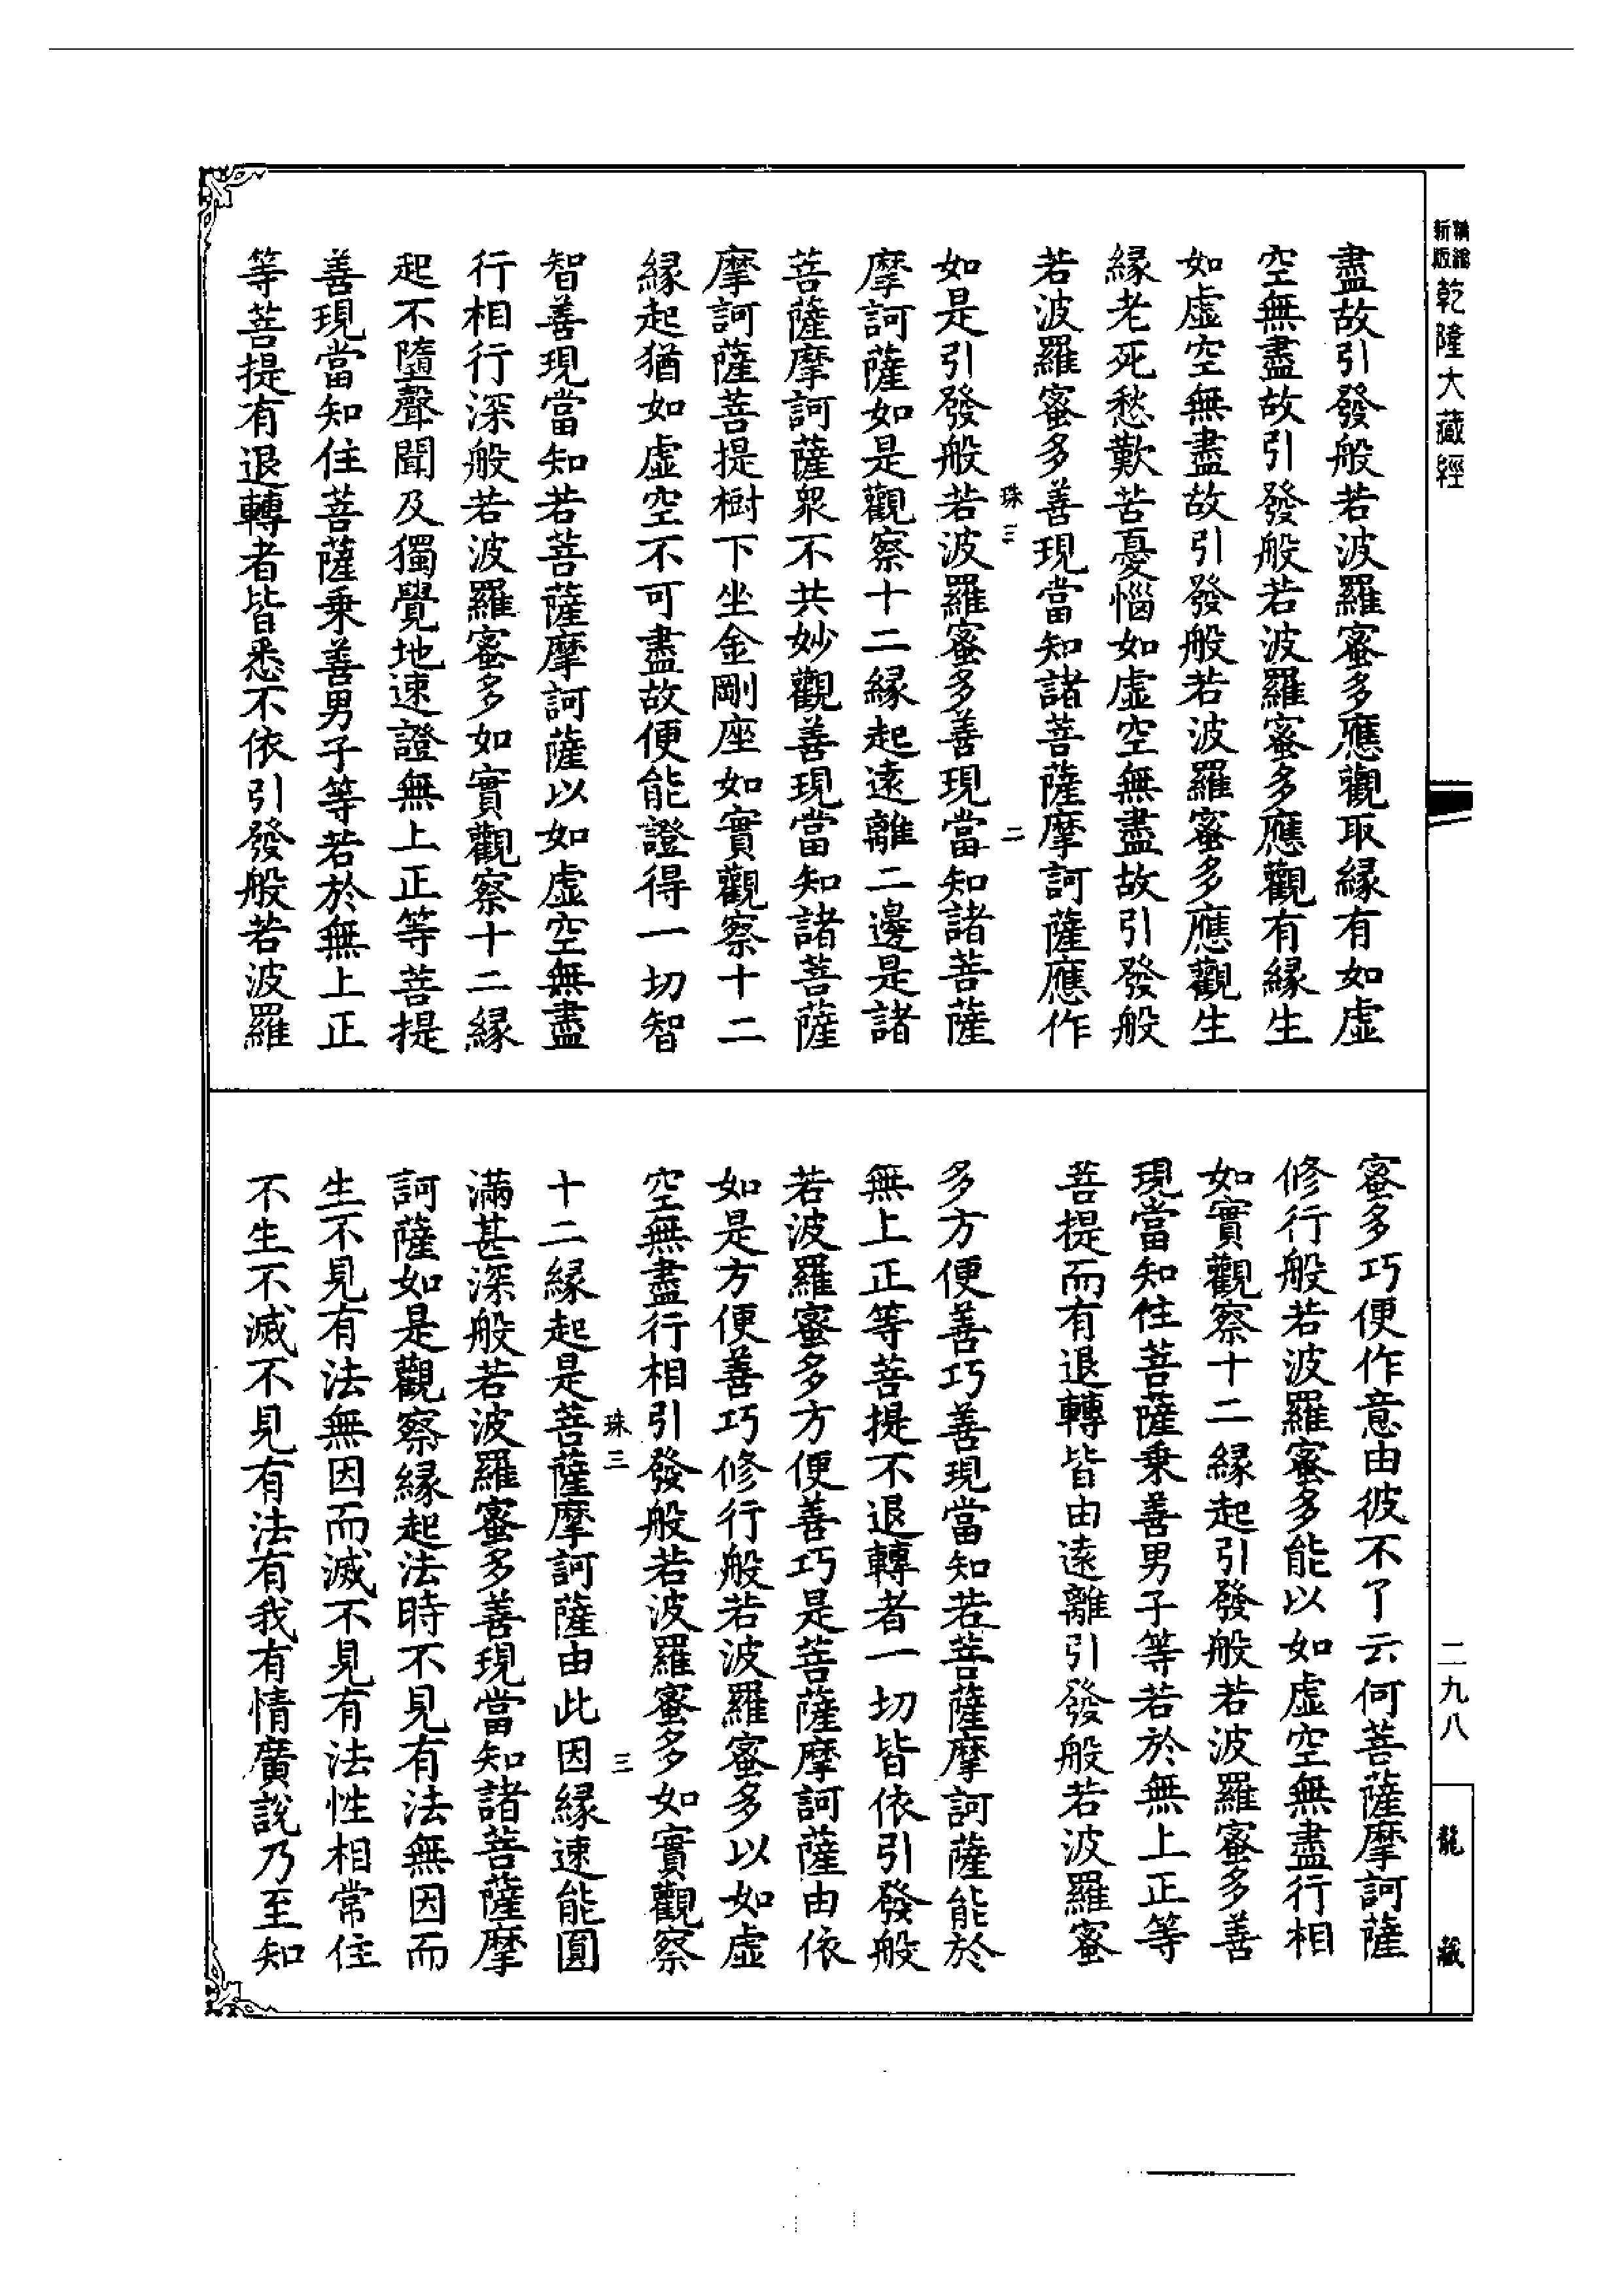 新精
版縮
乾隆大藏經
盡故引發般若波羅蜜多應觀取緣有如虛
空無盡故引發般若波羅蜜多應觀有緣生
如虛空無盡故引發般若波羅蜜多應觀生
緣老死愁歎苦憂惱如虛空無盡故引發般
若波羅蜜多善現當知諸菩薩摩訶薩應作
珠三 二
如是引發般若波羅蜜多善現當知諸菩薩
摩訶薩如是觀察十二緣起遠離二邊是諸
菩薩摩訶薩眾不共妙觀善現當知諸菩薩
摩訶薩菩提樹下坐金剛座如實觀察十二
緣起猶如虛空不可盡故便能證得一切智
智善現當知若菩薩摩訶薩以如虛空無盡
行相行深般若波羅蜜多如實觀察十二緣
起不墮聲聞及獨覺地速證無上正等菩提
善現當知住菩薩乘善男子等若於無上正
等菩提有退轉者皆悉不依引發般若波羅
蜜多巧便作意由彼不了云何菩薩摩訶薩
修行般若波羅蜜多能以如虛空無盡行相
如實觀察十二緣起引發般若波羅蜜多善
現當知住菩薩乘善男子等若於無上正等
菩提而有退轉皆由遠離引發般若波羅蜜
多方便善巧善現當知若菩薩摩訶薩能於
無上正等菩提不退轉者一切皆依引發般
若波羅蜜多方便善巧是菩薩摩訶薩由依
如是方便善巧修行般若波羅蜜多以如虛
空無盡行相引發般若波羅蜜多如實觀察
珠三 三
十二緣起是菩薩摩訶薩由此因緣速能圓
滿甚深般若波羅蜜多善現當知諸菩薩摩
訶薩如是觀察緣起法時不見有法無因而
生不見有法無因而滅不見有法性相常住
不生不滅不見有法有我有情廣說乃至知
二九八
龍藏